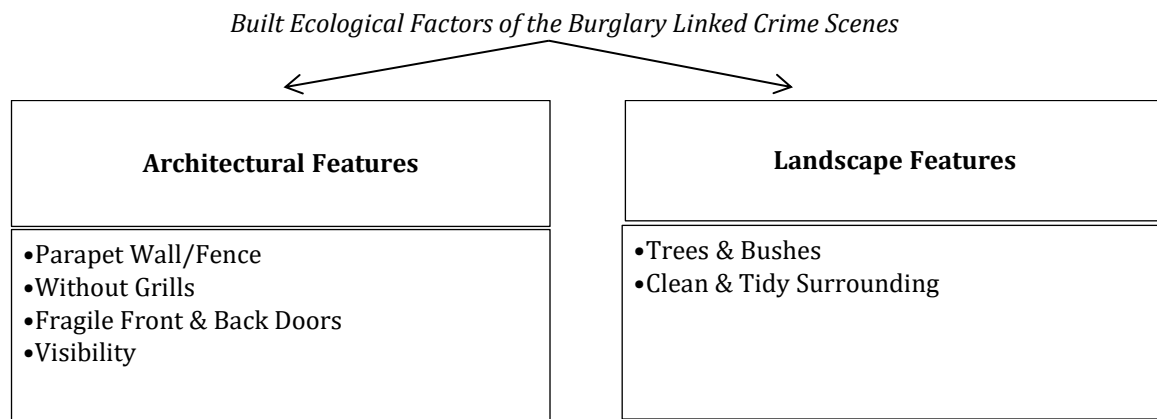 Built Ecological Factors of the Burglary Linked Crime Scenes
Architectural Features
•Parapet Wall/Fence
•Without Grills
•Fragile Front & Back Doors
•Visibility
Landscape Features
•Trees & Bushes
•Clean & Tidy Surrounding